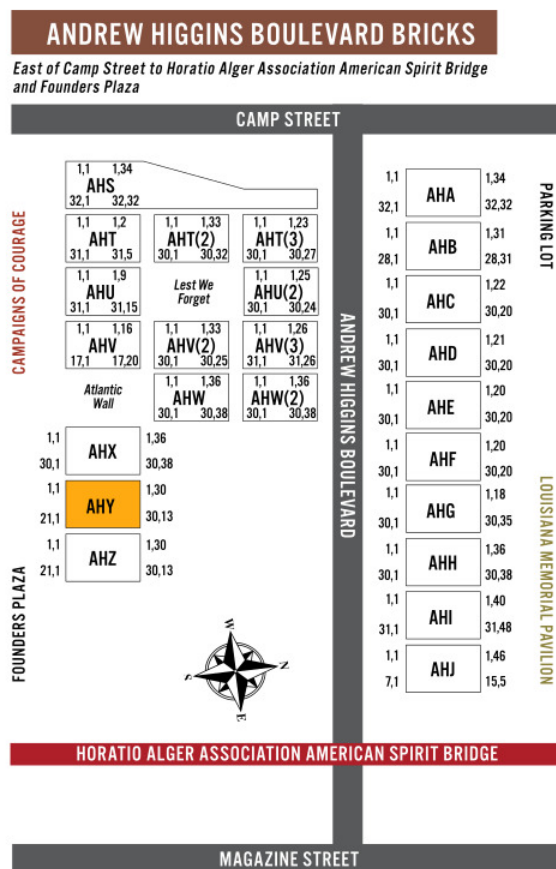 ANDREW HIGGINS BOULEVARD BRICKS
East of Camp Street to Horatio Alger Association American Spirit Bridge
and Founders Plaza
CAMP STREET
CAMPAIGNS OF COURAGE
FOUNDERS PLAZA
1,1 1,34
AHS
32,1 32,32
1,1 1,2 1,1 1,33 1,1 1,23
AHT AHT(2) AHT(3)
31,1 31,5 30,1 30,32 30,1 30,27
1,1 1,9 Lest We 1,1 1,25
AHU Forget AHU(2)
31,1 31,15 30,1 30,24
1,1 1,16 1,1 1,33 1,1 1,26
AHV AHV(2) AHV(3)
17,1 17,20 30,1 30,25 31,1 31,26
Atlantic 1,1 1,36 1,1 1,36
Wall AHW AHW(2)
30,1 30,38 30,1 30,38
1,1 1,36
AHX
30,1 30,38
1,1 1,30
AHY
21,1 30,13
1,1 1,30
AHZ
21,1 30,13
W
S N
E
ANDREW HIGGINS BOULEVARD
1,1 1,34
AHA
32,1 32,32
1,1 1,31
AHB
28,1 28,31
1,1 1,22
AHC
30,1 30,20
1,1 1,21
AHD
30,1 30,20
1,1 1,20
AHE
30,1 30,20
1,1 1,20
AHF
30,1 30,20
1,1 1,18
AHG
30,1 30,35
1,1 1,36
AHH
30,1 30,38
1,1 1,40
AHI
31,1 31,48
1,1 1,46
AHJ
7,1 15,5
PARKING LOT
LOUISIANA MEMORIAL PAVILION
HORATIO ALGER ASSOCIATION AMERICAN SPIRIT BRIDGE
MAGAZINE STREET